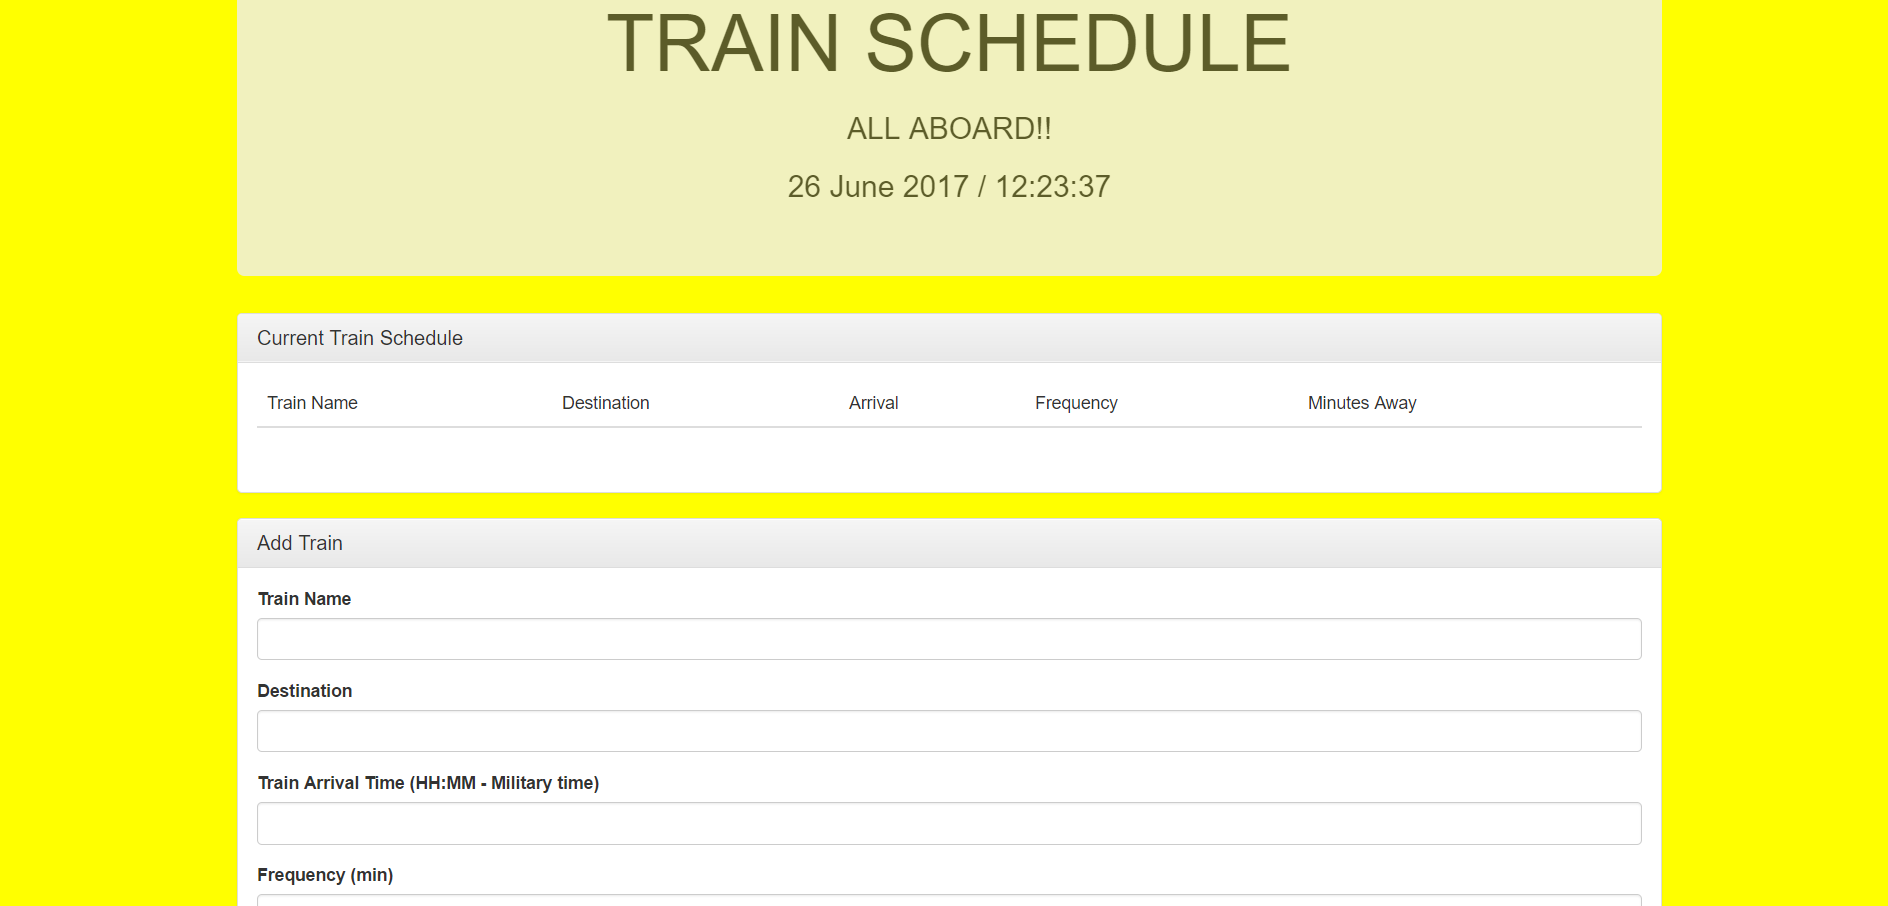 TRAIN SCHEDULE
ALL ABOARD!!
26 June 2017 / 12:23:37
Current Train Schedule
Train Name Destination Arrival Frequency Minutes Away
Add Train
Train Name
Destination
Train Arrival Time (HH:MM - Military time)
Frequency (min)